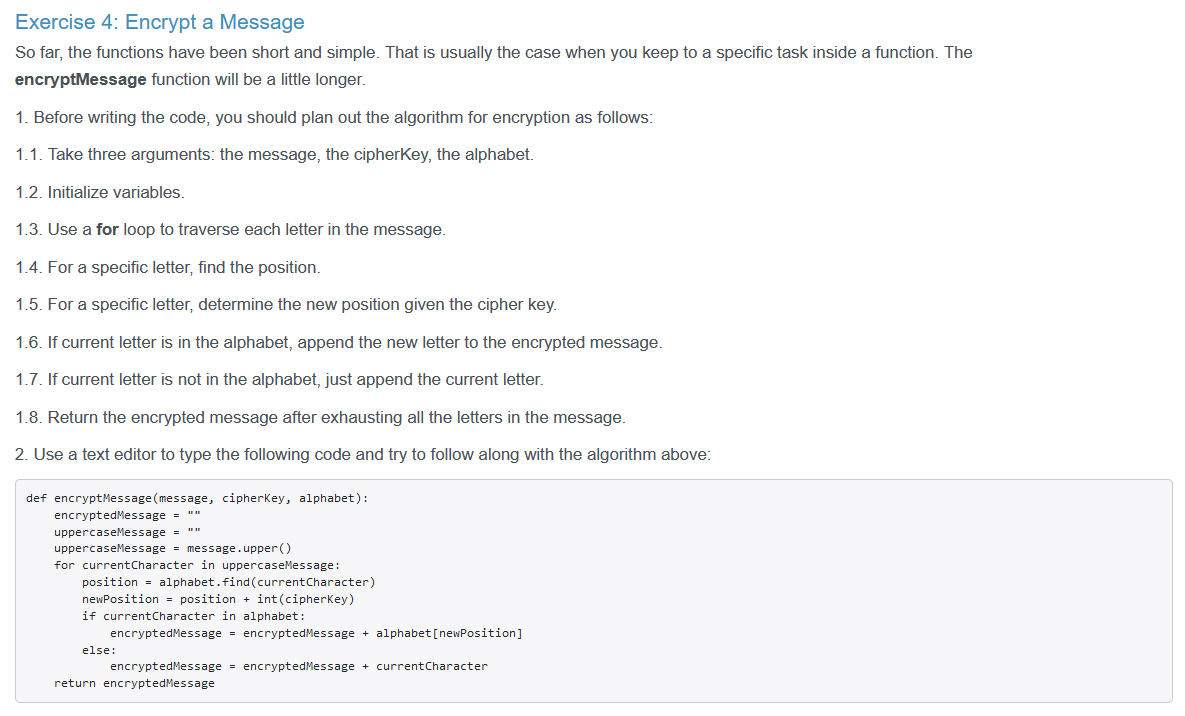 Exercise 4: Encrypt a Message
So far, the functions have been short and simple. That is usually the case when you keep to a specific task inside a function. The
encryptMessage function will be a little longer.
1. Before writing the code, you should plan out the algorithm for encryption as follows:
1.1. Take three arguments: the message, the cipherKey, the alphabet.
1.2. Initialize variables.
1.3. Use a for loop to traverse each letter in the message.
1.4. For a specific letter, find the position.
1.5. For a specific letter, determine the new position given the cipher key.
1.6. If current letter is in the alphabet, append the new letter to the encrypted message.
1.7. If current letter is not in the alphabet, just append the current letter.
1.8. Return the encrypted message after exhausting all the letters in the message.
2. Use a text editor to type the following code and try to follow along with the algorithm above:
def encryptMessage(message, cipherKey, alphabet):
    encryptedMessage = ""
    uppercaseMessage = ""
    uppercaseMessage = message.upper()
    for currentCharacter in uppercaseMessage:
        position = alphabet.find(currentCharacter)
        newPosition = position + int(cipherKey)
        if currentCharacter in alphabet:
            encryptedMessage = encryptedMessage + alphabet[newPosition]
        else:
            encryptedMessage = encryptedMessage + currentCharacter
    return encryptedMessage